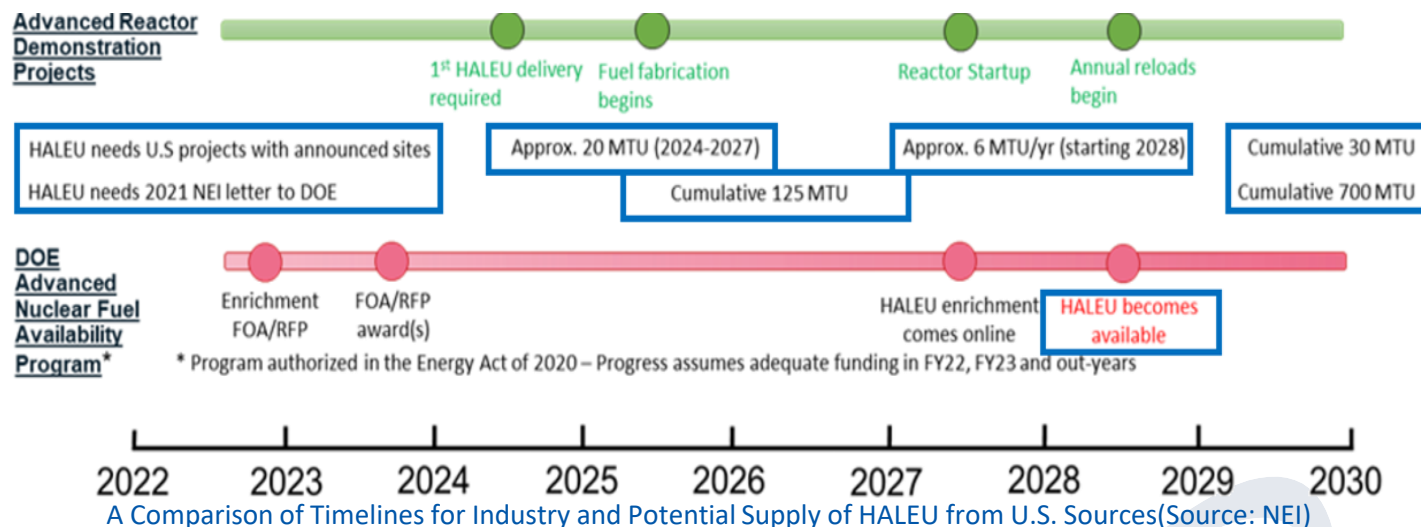 Advanced Reactor
Demonstration
Projects
1st HALEU delivery
required
Fuel fabrication
begins
Reactor Startup
Annual reloads
begin
HALEU needs U.S projects with announced sites
HALEU needs 2021 NEI letter to DOE
Approx. 20 MTU (2024-2027)
Cumulative 125 MTU
Approx. 6 MTU/yr (starting 2028)
Cumulative 30 MTU
Cumulative 700 MTU
DOE
Advanced
Nuclear Fuel
Availability
Program*
Enrichment
FOA/RFP
FOA/RFP
award(s)
HALEU enrichment
comes online
HALEU becomes
available
* Program authorized in the Energy Act of 2020 – Progress assumes adequate funding in FY22, FY23 and out-years
2022 2023 2024 2025 2026 2027 2028 2029 2030
A Comparison of Timelines for Industry and Potential Supply of HALEU from U.S. Sources(Source: NEI)